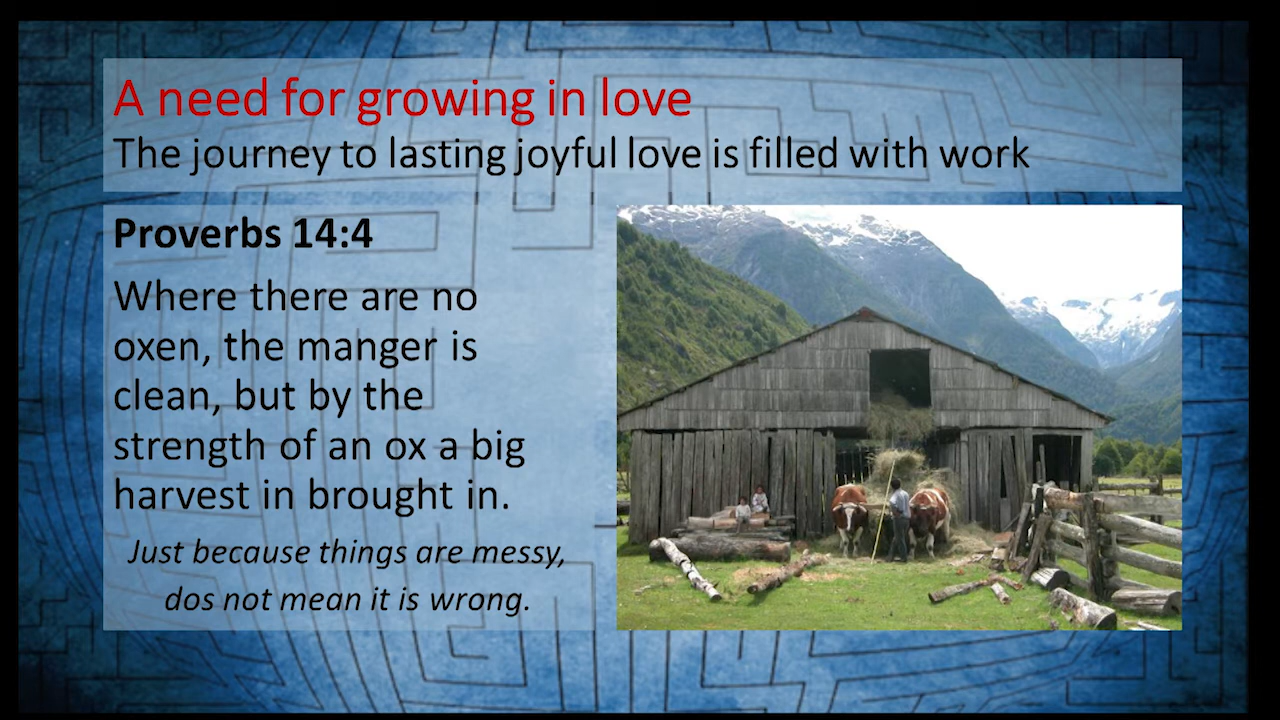 A need for growing in love
The journey to lasting joyful love is filled with work
Proverbs 14:4
Where there are no
oxen, the manger is
clean, but by the
strength of an ox a big
harvest in brought in.
Just because things are messy,
dos not mean it is wrong.